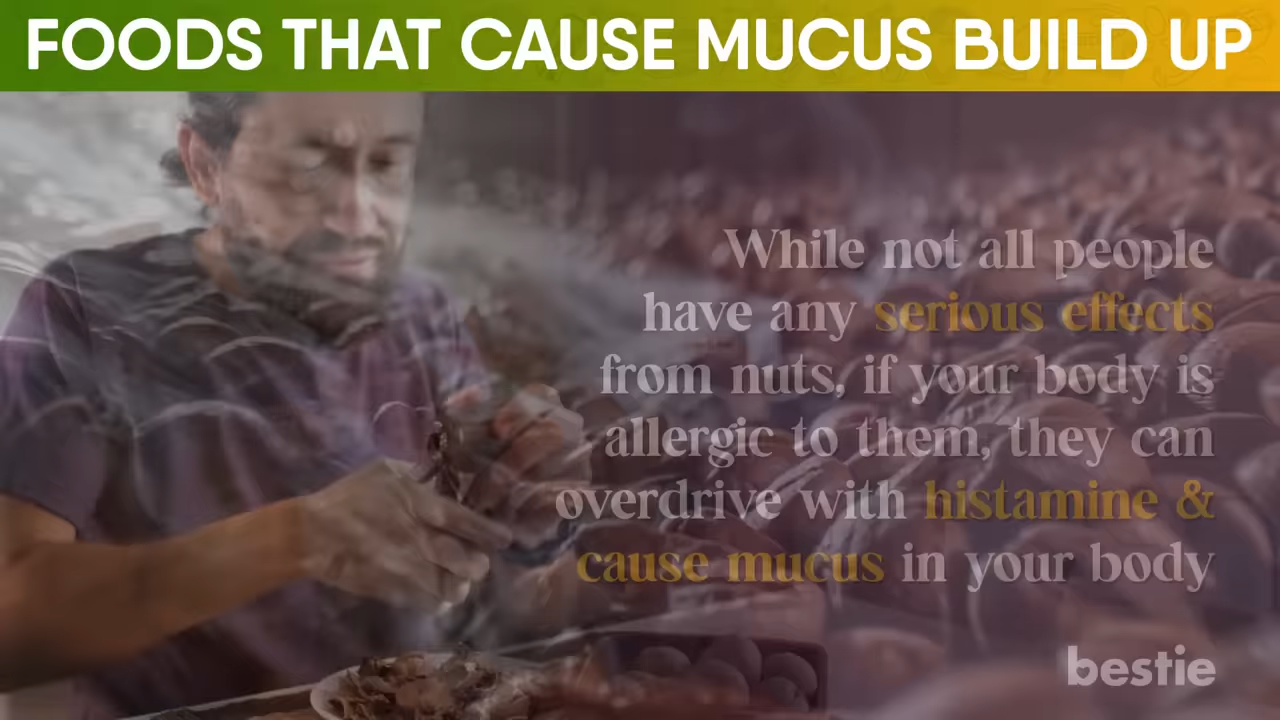 FOODS THAT CAUSE MUCUS BUILD UP
While not all people
have any serious effects
from nuts, if your body is
allergic to them, they can
overdrive with histamine &
cause mucus in your body
bestie